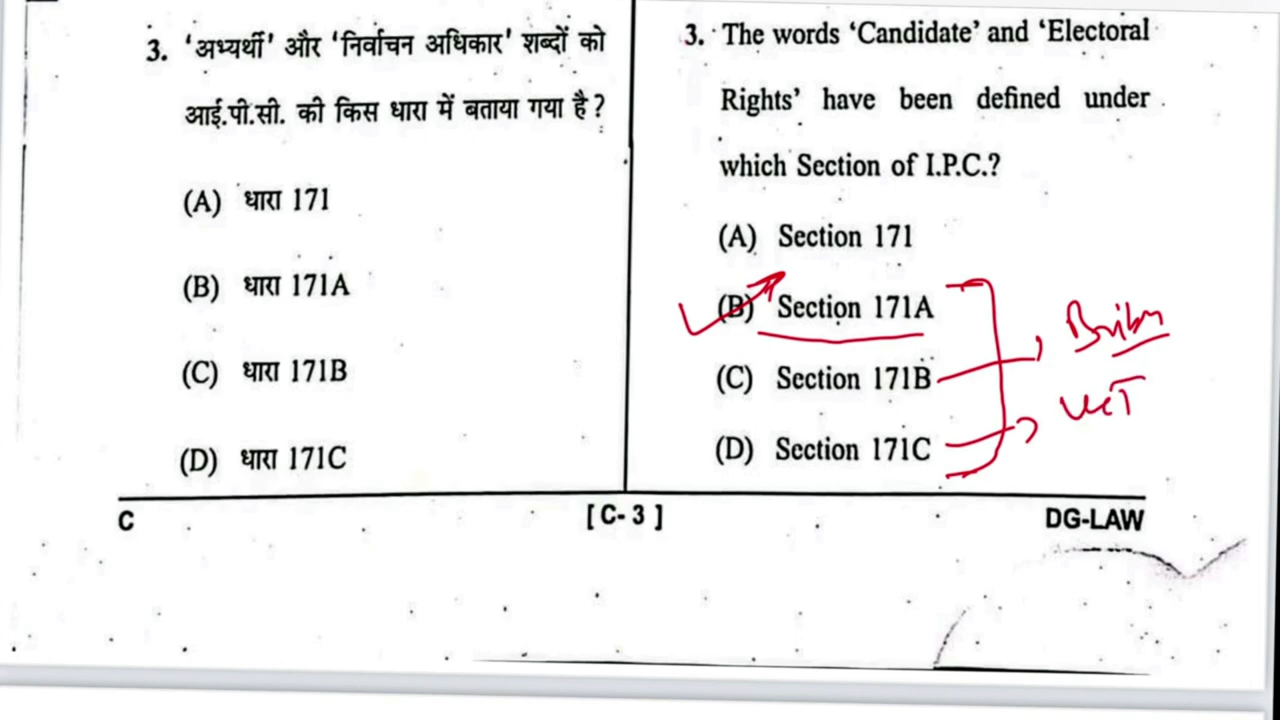 3. ‘अभ्यर्थी’ और ‘निर्वाचन अधिकार’ शब्दों को
आई.पी.सी. की किस धारा में बताया गया है ?
(A) धारा 171
(B) धारा 171A
(C) धारा 171B
(D) धारा 171C
3. The words ‘Candidate’ and ‘Electoral
Rights’ have been defined under
which Section of I.P.C.?
(A) Section 171
(B) Section 171A
(C) Section 171B
(D) Section 171C
C [ C- 3 ] DG-LAW